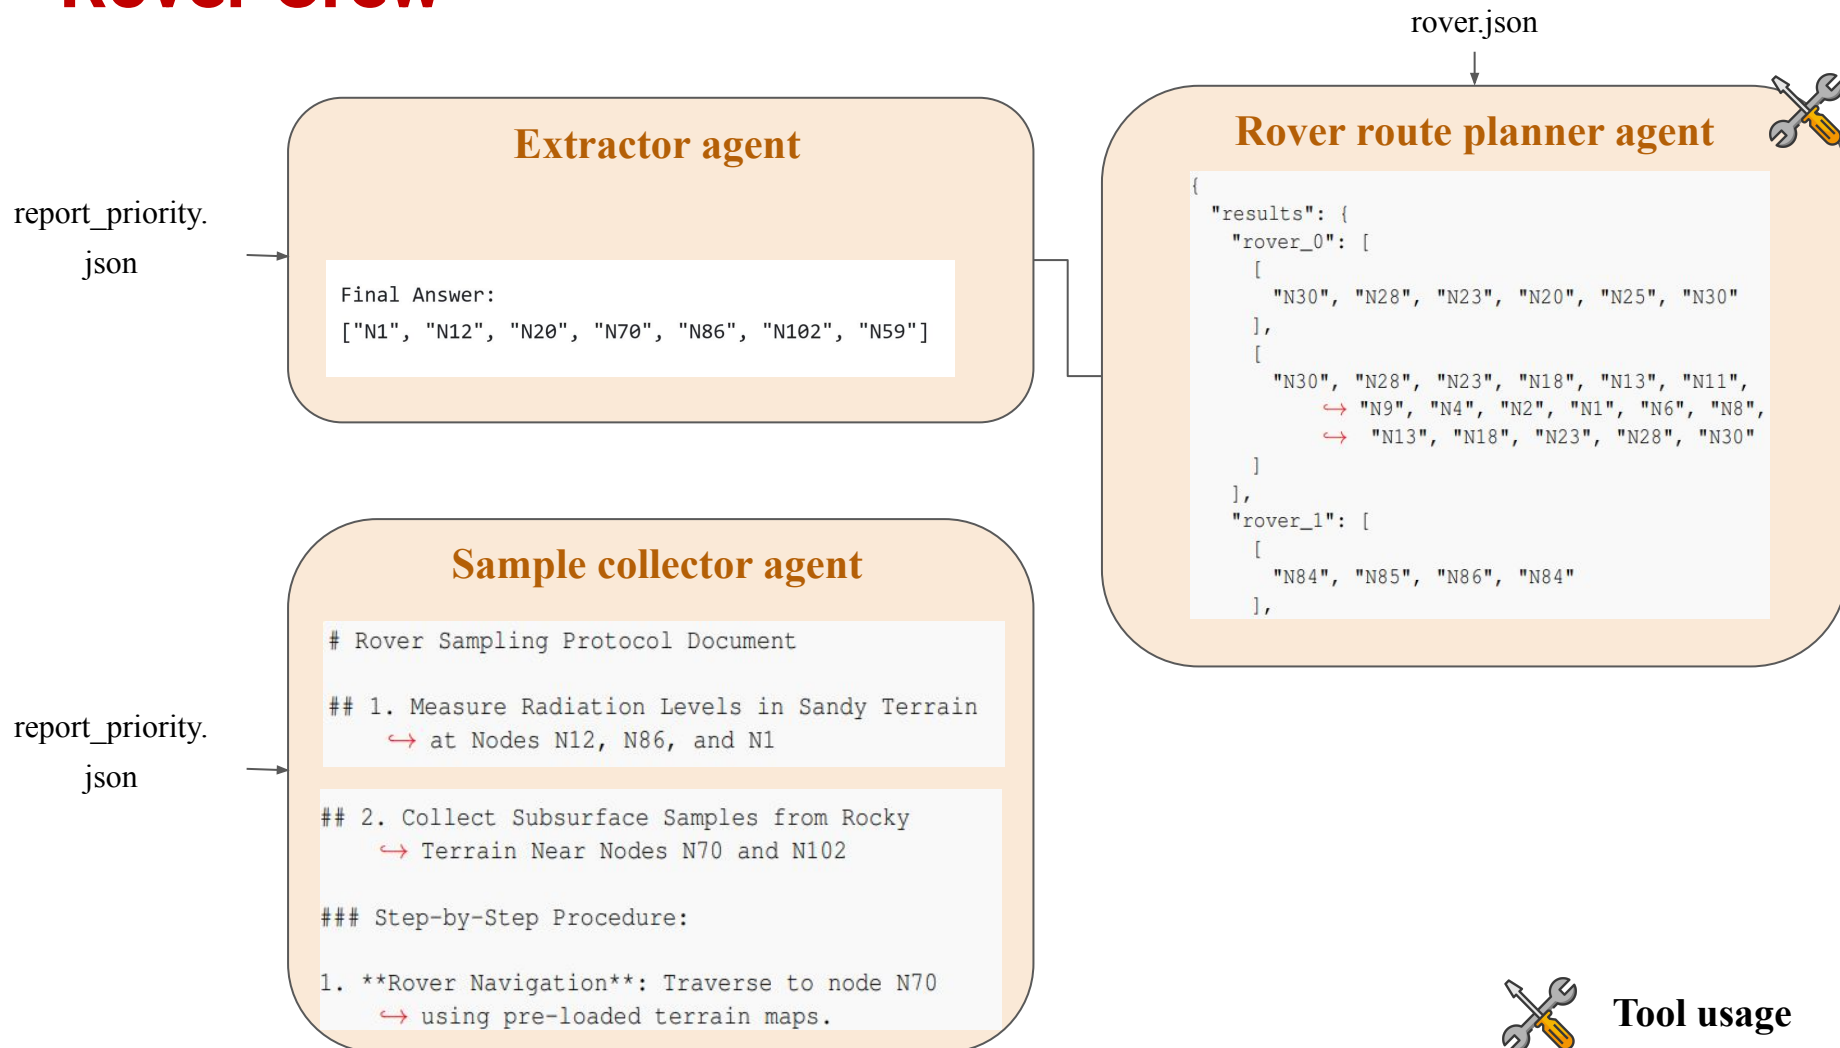 Rover Crew
rover.json
Extractor agent
report_priority.
json
Final Answer:
["N1", "N12", "N20", "N70", "N86", "N102", "N59"]
Rover route planner agent
{
"results": {
"rover_0": [
[
"N30", "N28", "N23", "N20", "N25", "N30"
],
[
"N30", "N28", "N23", "N18", "N13", "N11",
↪ "N9", "N4", "N2", "N1", "N6", "N8",
↪ "N13", "N18", "N23", "N28", "N30"
]
],
"rover_1": [
[
"N84", "N85", "N86", "N84"
],
Sample collector agent
report_priority.
json
# Rover Sampling Protocol Document
## 1. Measure Radiation Levels in Sandy Terrain
↪ at Nodes N12, N86, and N1
## 2. Collect Subsurface Samples from Rocky
↪ Terrain Near Nodes N70 and N102
### Step-by-Step Procedure:
1. **Rover Navigation**: Traverse to node N70
↪ using pre-loaded terrain maps.
Tool usage